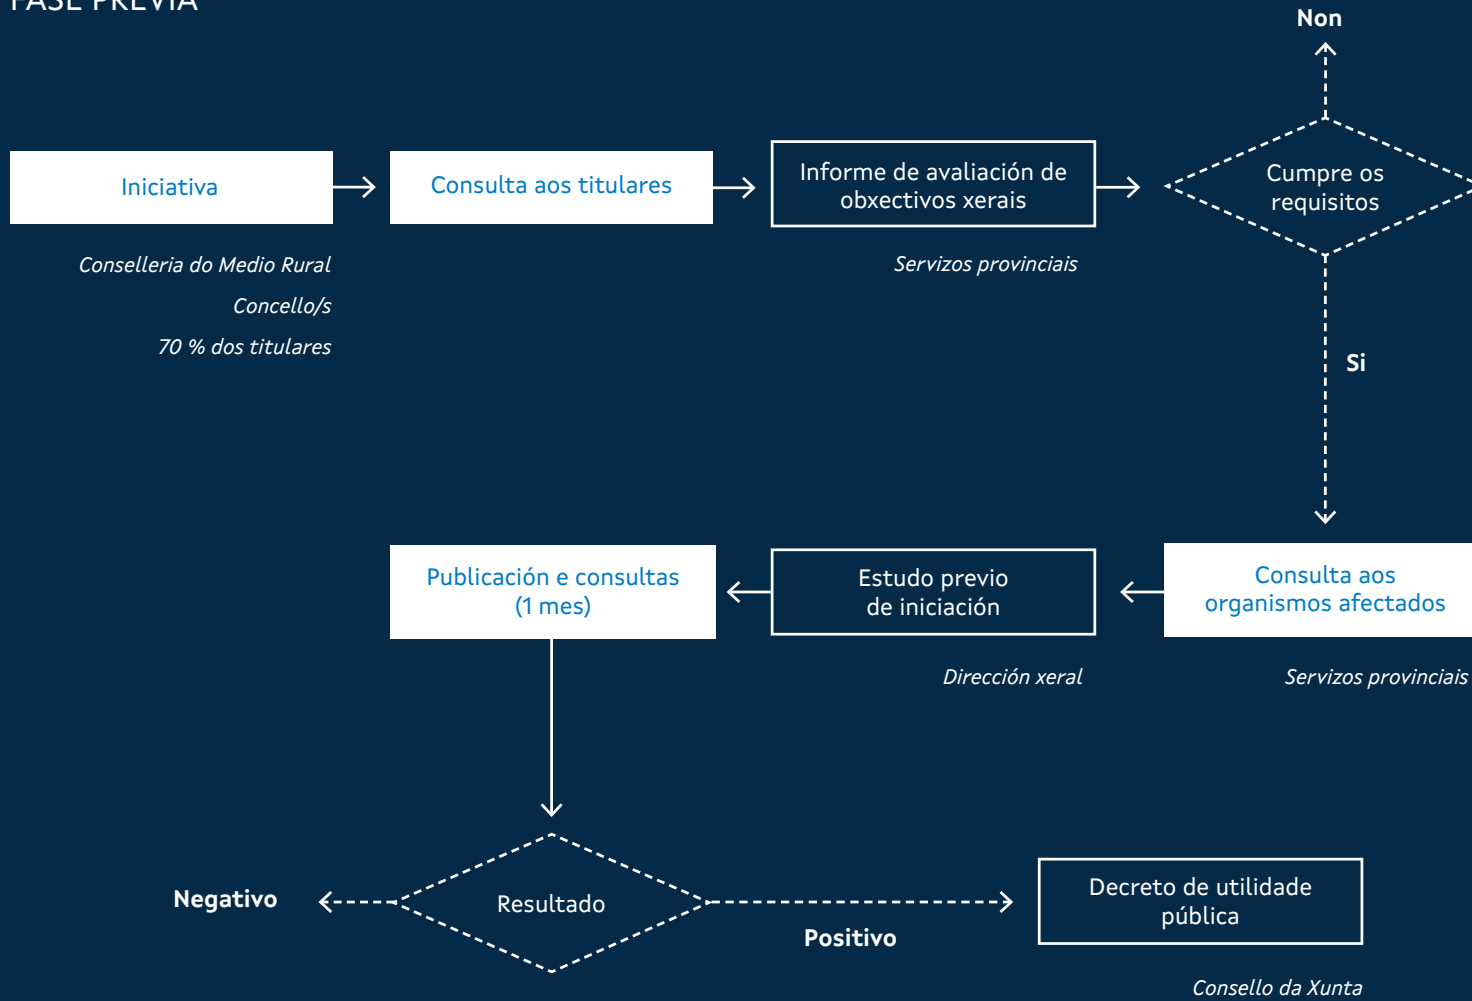 FASE PREVIA
Non
Iniciativa
Consulta aos titulares
Informe de avaliación de
obxectivos xerais
Cumpre os
requisitos
Conselleria do Medio Rural
Concello/s
70 % dos titulares
Servizos provinciais
Si
Publicación e consultas
(1 mes)
Estudo previo
de iniciación
Consulta aos
organismos afectados
Dirección xeral
Servizos provinciais
Negativo
Resultado
Positivo
Decreto de utilidade
pública
Consello da Xunta